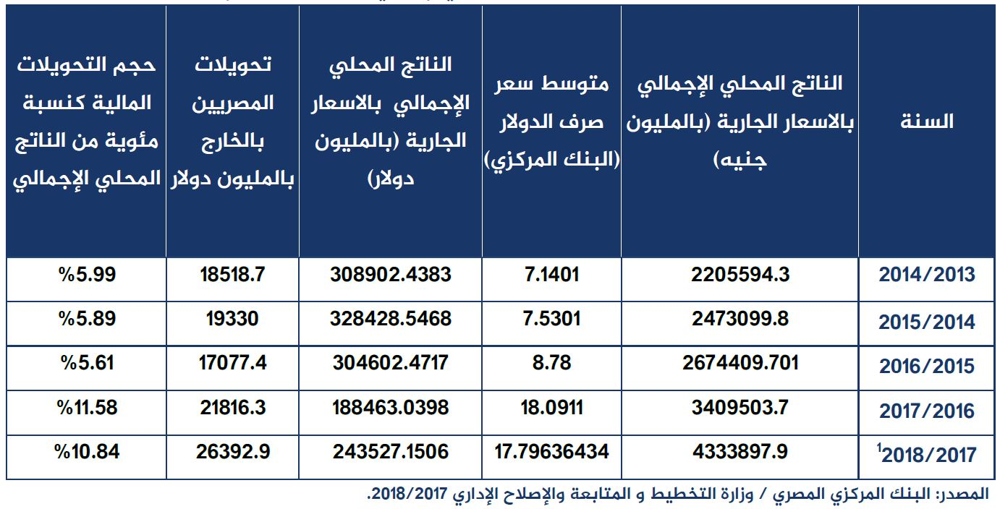 السنة
الناتج المحلي الإجمالي
بالاسعار الجارية (بالمليون
جنيه)
متوسط سعر
صرف الدولار
(البنك المركزي)
الناتج المحلي
الإجمالي بالاسعار
الجارية (بالمليون
دولار)
تحويلات
المصريين
بالخارج
بالمليون دولار
حجم التحويلات
المالية كنسبة
مئوية من الناتج
المحلي الإجمالي
2014/2013 2205594.3 7.1401 308902.4383 18518.7 %5.99
2015/2014 2473099.8 7.5301 328428.5468 19330 %5.89
2016/2015 2674409.701 8.78 304602.4717 17077.4 %5.61
2017/2016 3409503.7 18.0911 188463.0398 21816.3 %11.58
¹2018/2017 4333897.9 17.79636434 243527.1506 26392.9 %10.84
المصدر: البنك المركزي المصري / وزارة التخطيط و المتابعة والإصلاح الإداري 2018/2017.